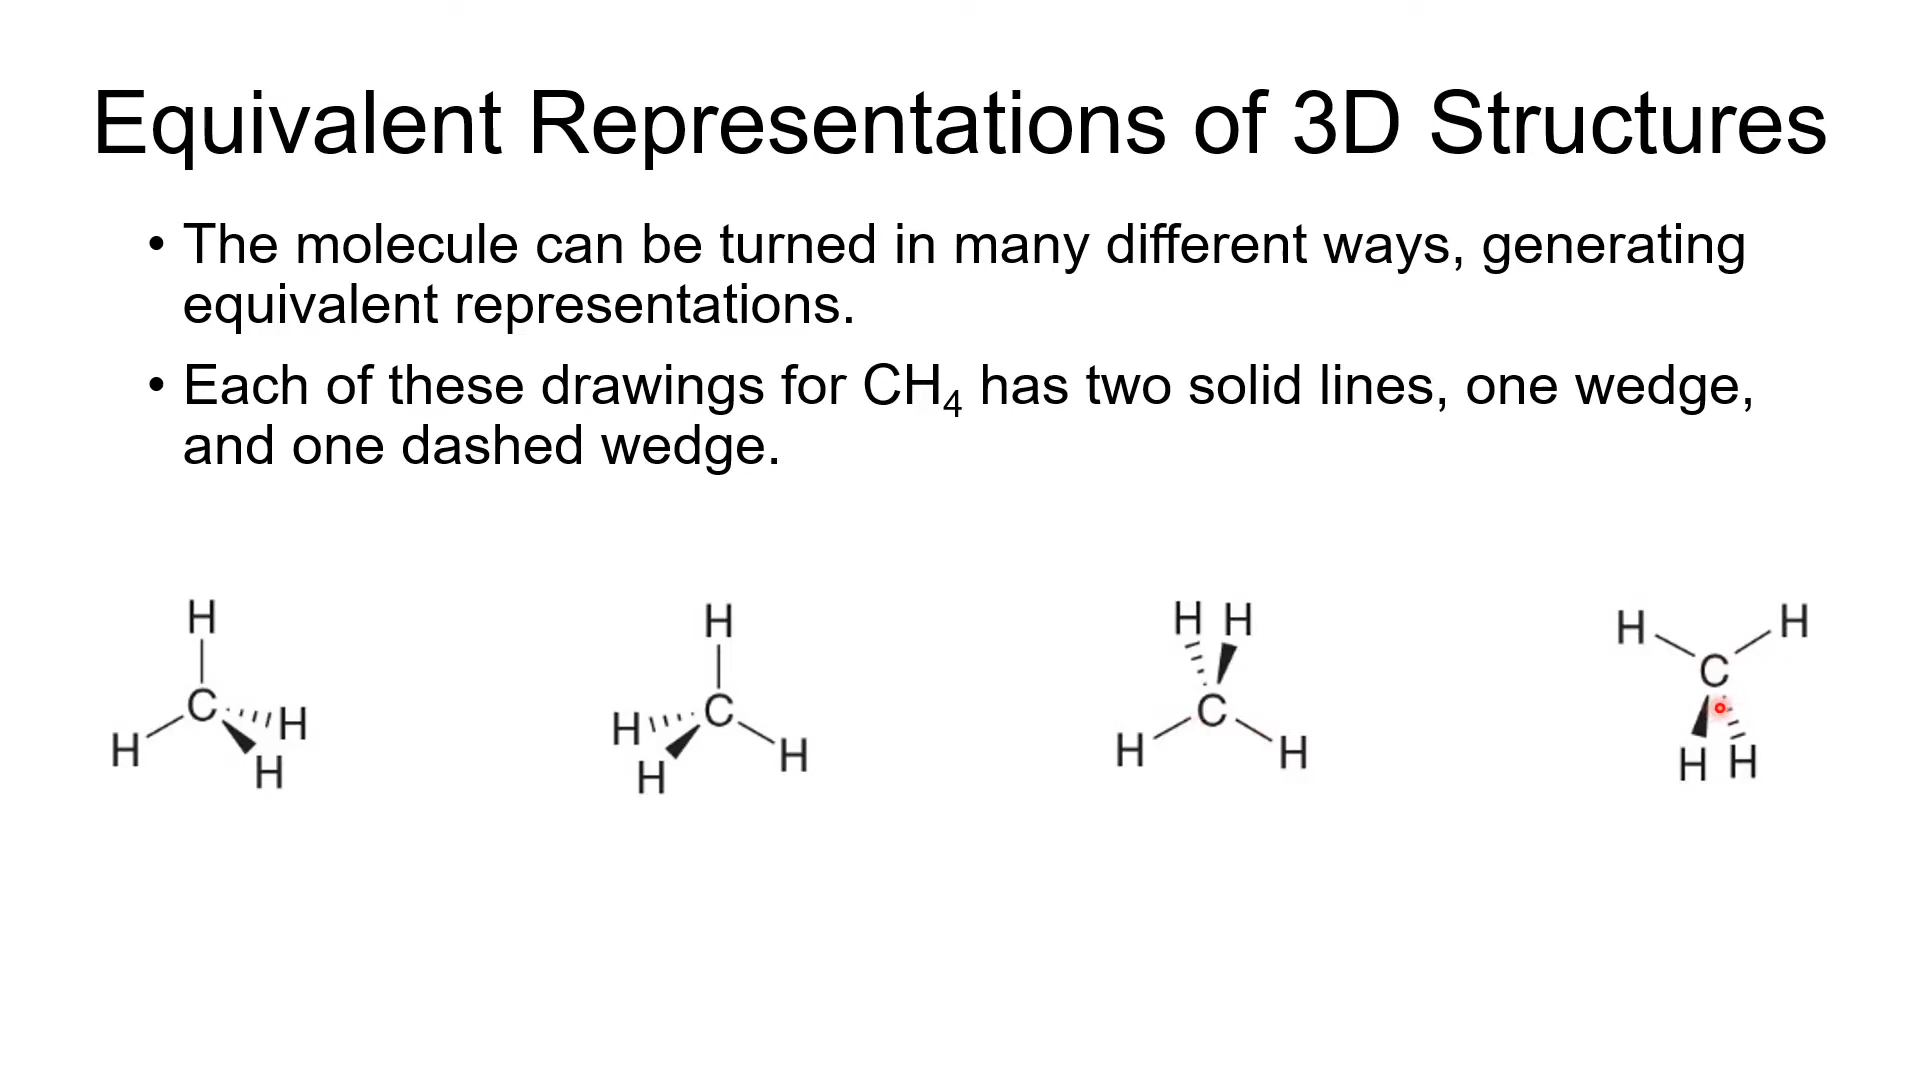 Equivalent Representations of 3D Structures
• The molecule can be turned in many different ways, generating
equivalent representations.
• Each of these drawings for CH₄ has two solid lines, one wedge,
and one dashed wedge.
H
C
H
H
H
H
C
H
H
H
H H
C
H
H
H
H
C
H H